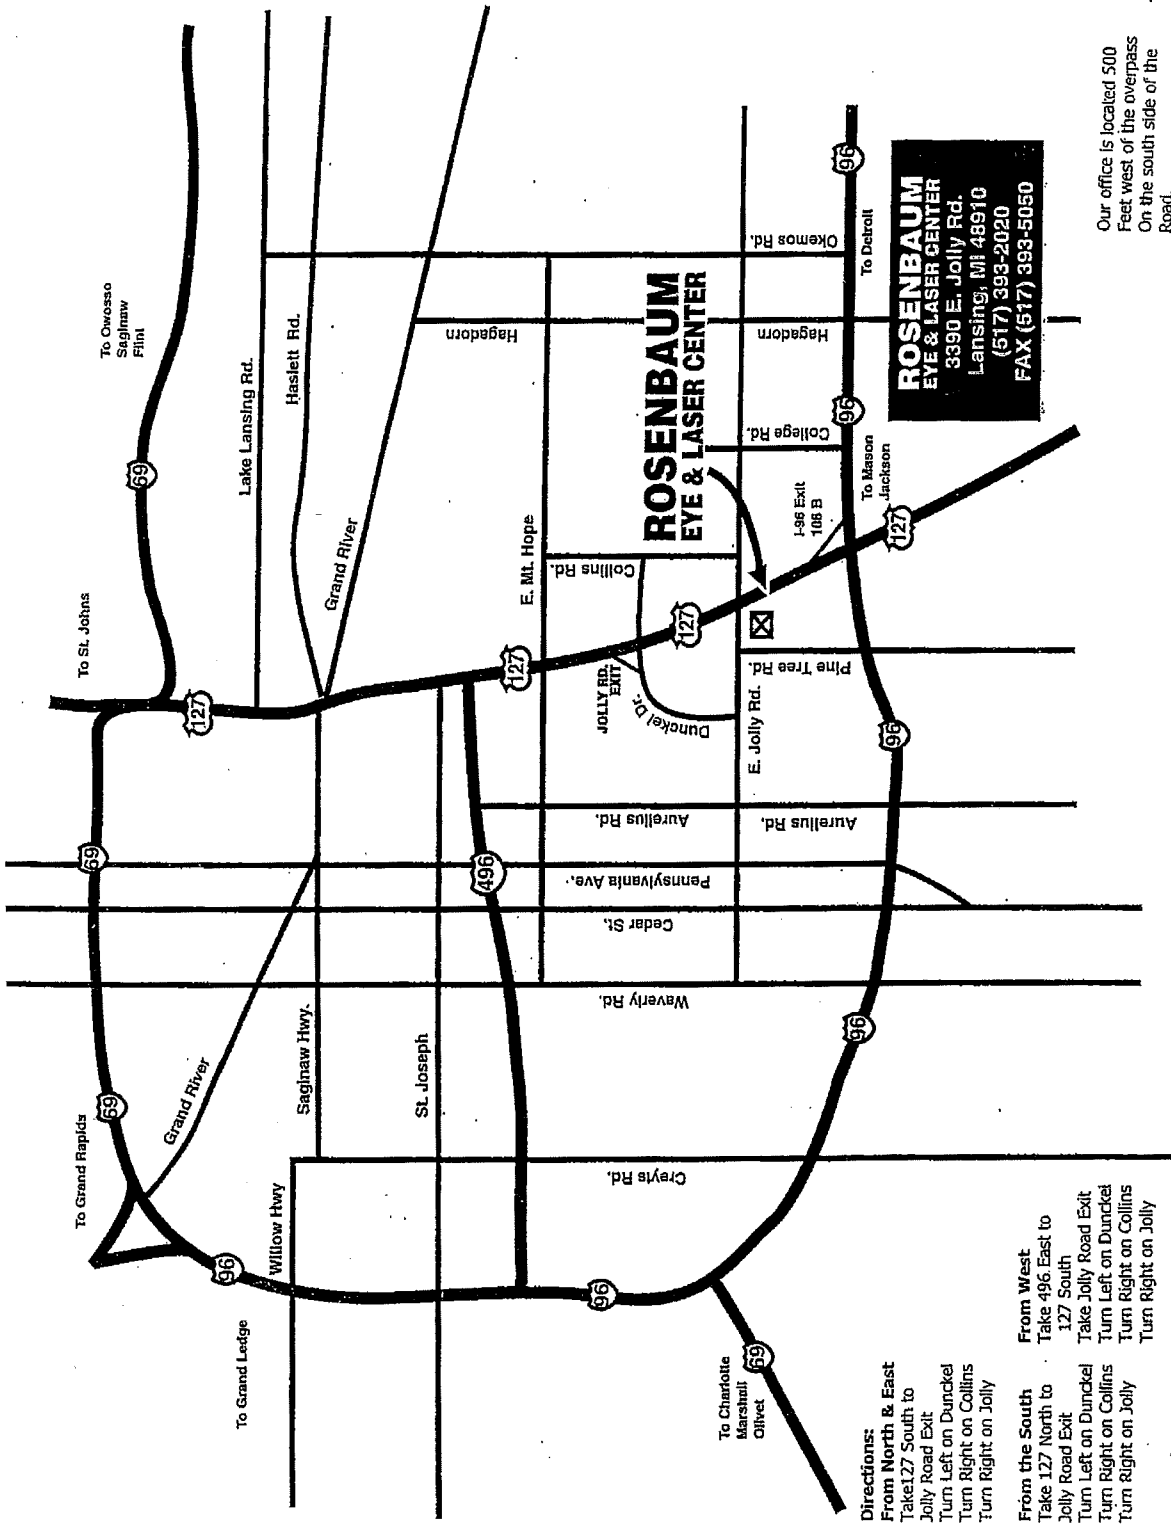 To Owosso
Saginaw
Flint
69
To St. Johns
Lake Lansing Rd.
Haslett Rd.
Grand River
127
69
To Grand Rapids
69
Grand River
Saginaw Hwy.
St. Joseph
Willow Hwy
96
To Grand Ledge
Hagadorn
Okemos Rd.
E. Mt. Hope
127
496
Collins Rd.
JOLLY RD.
EXIT
Dunckel Dr.
127
ROSENBAUM
EYE & LASER CENTER
Aurelius Rd.
Pennsylvania Ave.
Cedar St.
Waverly Rd.
Creyts Rd.
96
E. Jolly Rd.
Hagadorn
College Rd.
I-96 Exit
106 B
Pine Tree Rd.
Aurelius Rd.
96
To Detroit
96
To Mason
Jackson
127
96
96
To Charlotte
Marshall
Olivet
69
ROSENBAUM
EYE & LASER CENTER
3390 E. Jolly Rd.
Lansing, MI 48910
(517) 393-2020
FAX (517) 393-5050
Our office is located 500
Feet west of the overpass
On the south side of the
Road.
Directions:
From North & East
Take127 South to
Jolly Road Exit
Turn Left on Dunckel
Turn Right on Collins
Turn Right on Jolly
From the South
Take 127 North to
Jolly Road Exit
Turn Left on Dunckel
Turn Right on Collins
Turn Right on Jolly
From West
Take 496 East to
127 South
Take Jolly Road Exit
Turn Left on Dunckel
Turn Right on Collins
Turn Right on Jolly